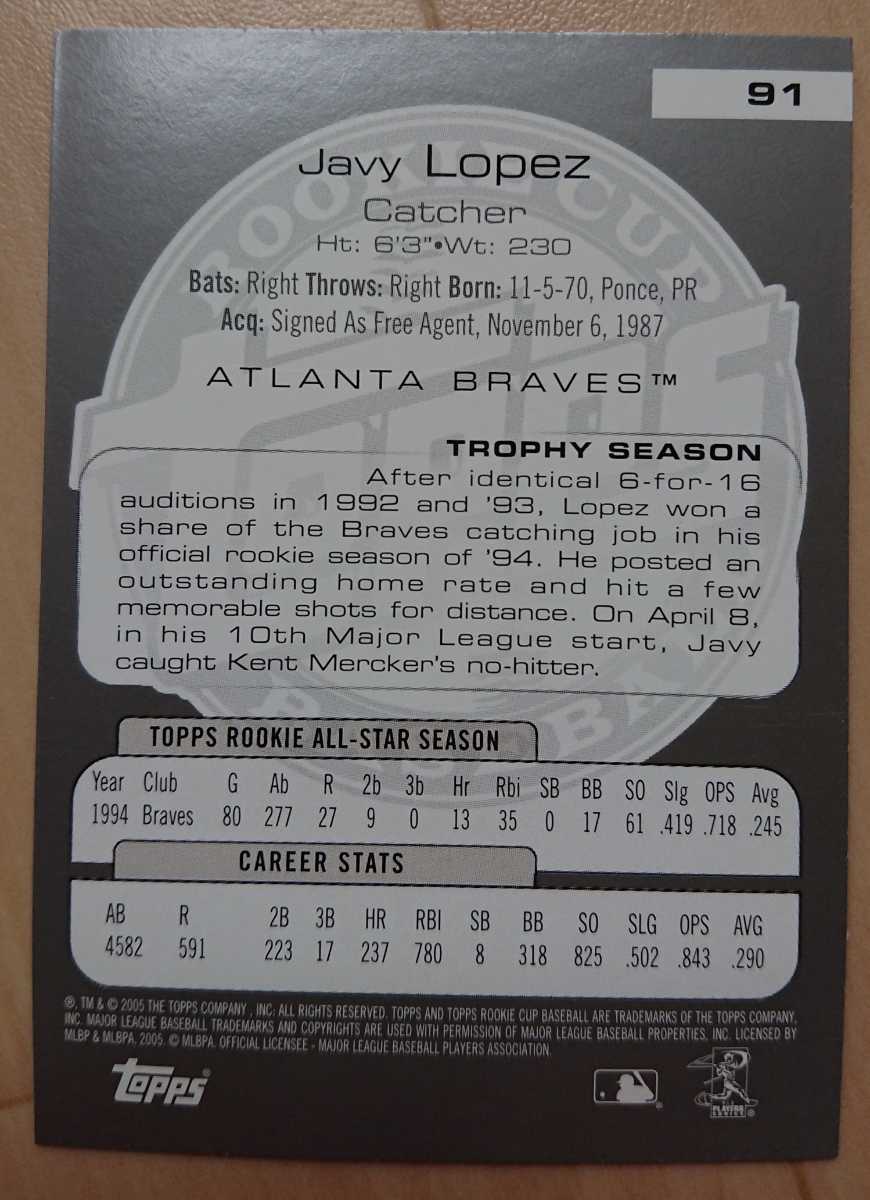 91
Javy Lopez
Catcher
Ht: 6'3"•Wt: 230
Bats: Right Throws: Right Born: 11-5-70, Ponce, PR
Acq: Signed As Free Agent, November 6, 1987
ATLANTA BRAVES™
ROOKIE CUP
topps
BASEBALL
TROPHY SEASON
After identical 6-for-16
auditions in 1992 and '93, Lopez won a
share of the Braves catching job in his
official rookie season of '94. He posted an
outstanding home rate and hit a few
memorable shots for distance. On April 8,
in his 10th Major League start, Javy
caught Kent Mercker's no-hitter.
TOPPS ROOKIE ALL-STAR SEASON
Year Club G Ab R 2b 3b Hr Rbi SB BB SO Slg OPS Avg
1994 Braves 80 277 27 9 0 13 35 0 17 61 .419 .718 .245
CAREER STATS
AB R 2B 3B HR RBI SB BB SO SLG OPS AVG
4582 591 223 17 237 780 8 318 825 .502 .843 .290
®, TM & © 2005 THE TOPPS COMPANY, INC. ALL RIGHTS RESERVED. TOPPS AND TOPPS ROOKIE CUP BASEBALL ARE TRADEMARKS OF THE TOPPS COMPANY,
INC. MAJOR LEAGUE BASEBALL TRADEMARKS AND COPYRIGHTS ARE USED WITH PERMISSION OF MAJOR LEAGUE BASEBALL PROPERTIES, INC. LICENSED BY
MLBP & MLBPA. 2005. © MLBPA. OFFICIAL LICENSEE - MAJOR LEAGUE BASEBALL PLAYERS ASSOCIATION.
topps®
PLAYERS
CHOICE ®